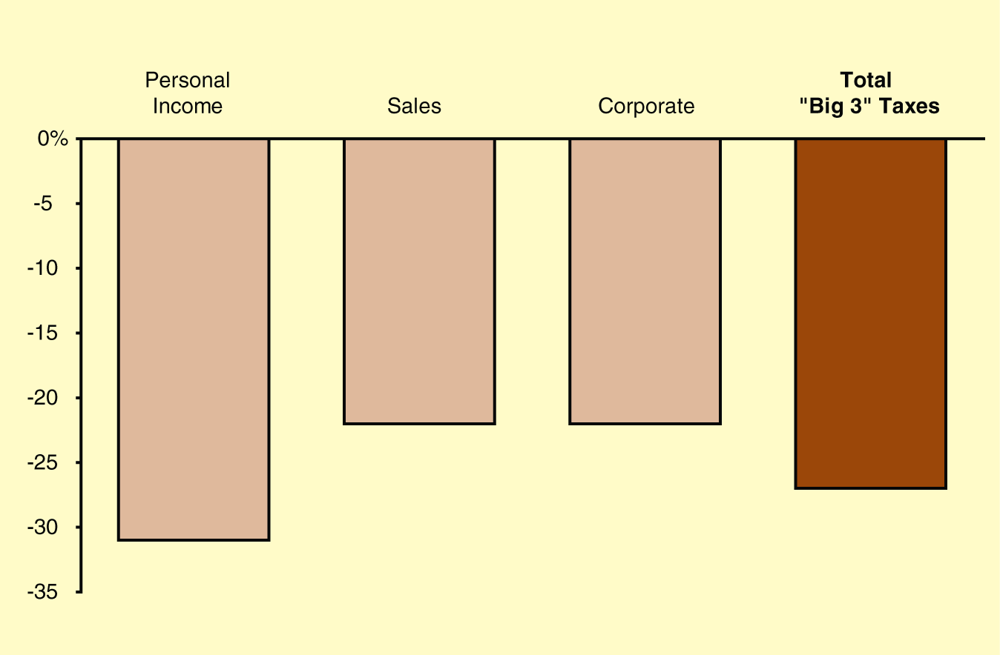 Personal
Income
Sales
Corporate
Total
"Big 3" Taxes
0%
-5
-10
-15
-20
-25
-30
-35